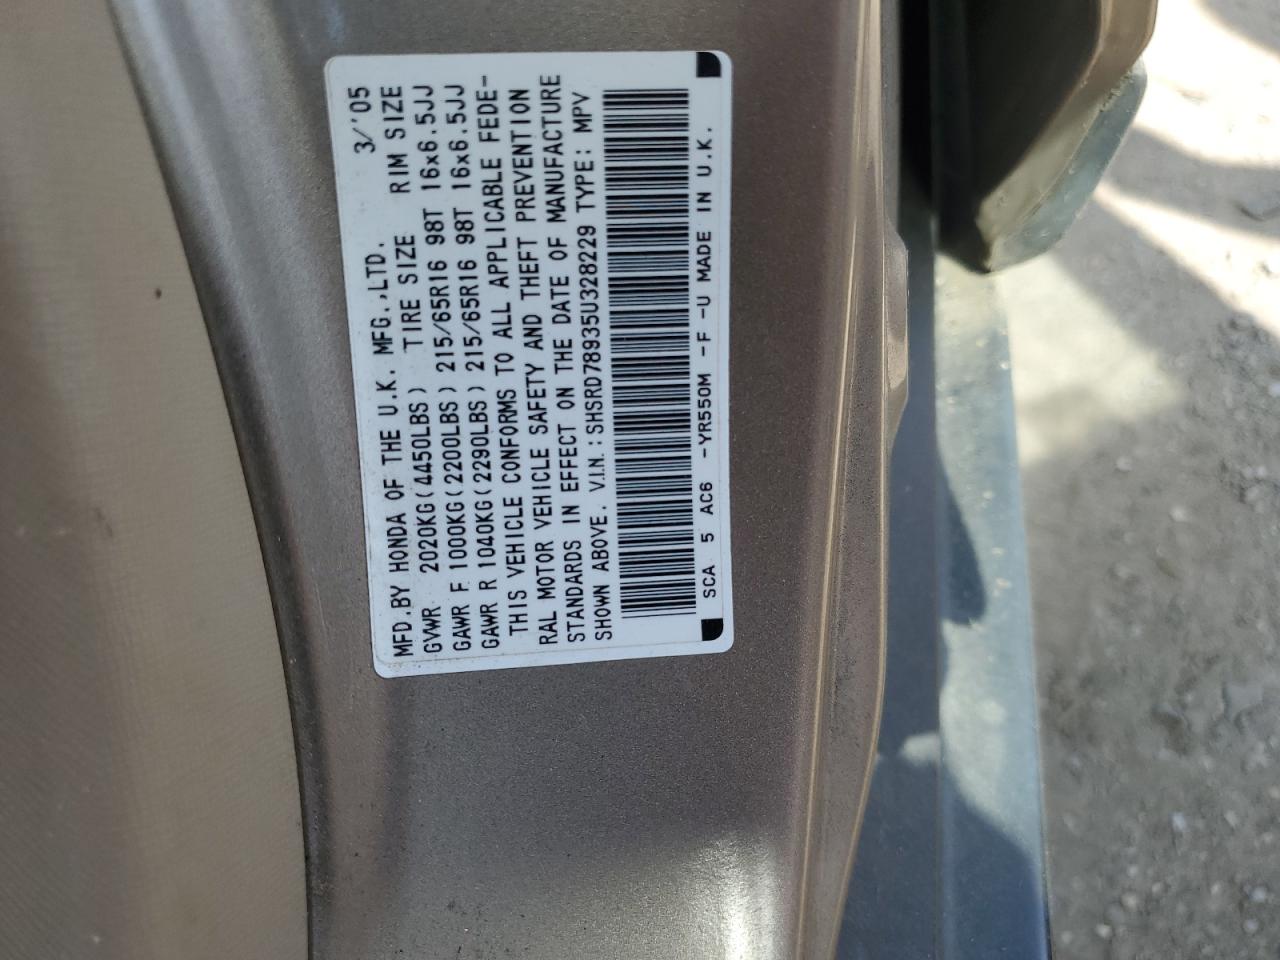 MFD.BY HONDA OF THE U.K. MFG.,LTD. 3/'05
GVWR 2020KG(4450LBS) TIRE SIZE RIM SIZE
GAWR F 1000KG(2200LBS) 215/65R16 98T 16x6.5JJ
GAWR R 1040KG(2290LBS) 215/65R16 98T 16x6.5JJ
THIS VEHICLE CONFORMS TO ALL APPLICABLE FEDE-
RAL MOTOR VEHICLE SAFETY AND THEFT PREVENTION
STANDARDS IN EFFECT ON THE DATE OF MANUFACTURE
SHOWN ABOVE. V.I.N.:SHSRD78935U328229 TYPE: MPV
SCA 5 AC6 -YR550M -F -U MADE IN U.K.